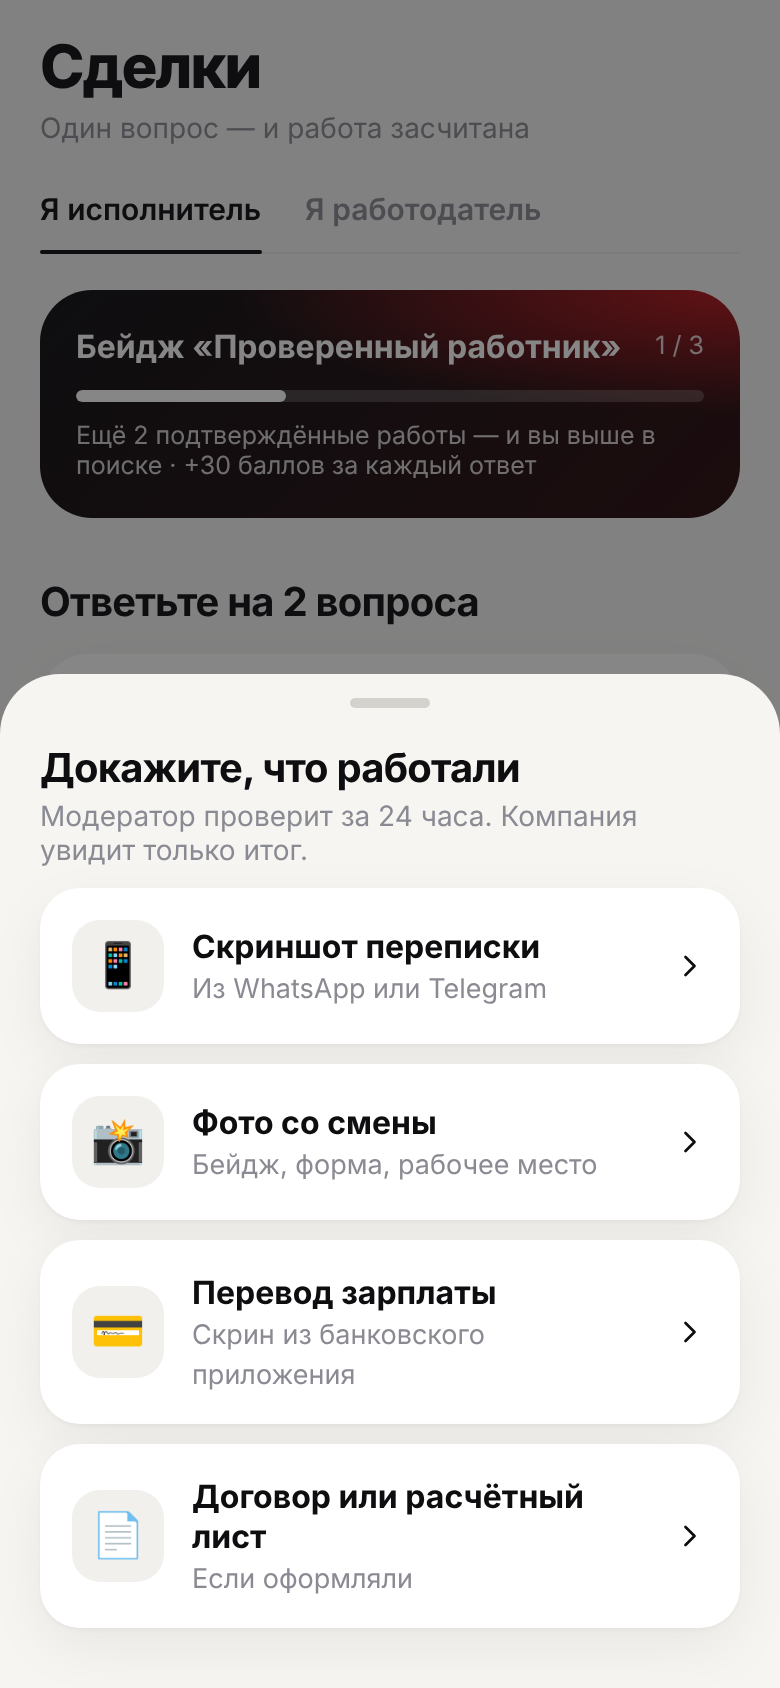 Сделки
Один вопрос — и работа засчитана
Я исполнитель
Я работодатель
Бейдж «Проверенный работник»
1 / 3
Ещё 2 подтверждённые работы — и вы выше в
поиске · +30 баллов за каждый ответ
Ответьте на 2 вопроса
Докажите, что работали
Модератор проверит за 24 часа. Компания
увидит только итог.
Скриншот переписки
Из WhatsApp или Telegram
Фото со смены
Бейдж, форма, рабочее место
Перевод зарплаты
Скрин из банковского
приложения
Договор или расчётный
лист
Если оформляли